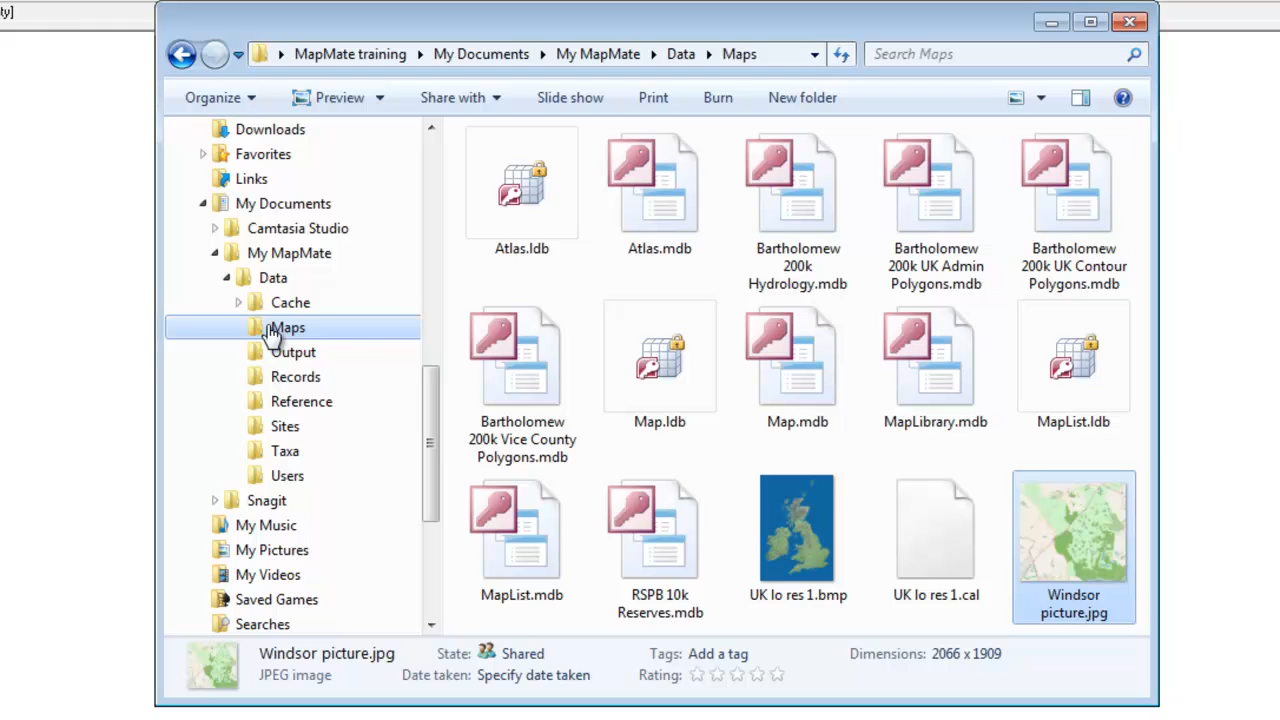 ty]
MapMate training
My Documents
My MapMate
Data
Maps
Search Maps
Organize
Preview
Share with
Slide show
Print
Burn
New folder
Downloads
Favorites
Links
My Documents
Camtasia Studio
My MapMate
Data
Cache
Maps
Output
Records
Reference
Sites
Taxa
Users
Snagit
My Music
My Pictures
My Videos
Saved Games
Searches
Atlas.ldb
Atlas.mdb
Bartholomew
200k
Hydrology.mdb
Bartholomew
200k UK Admin
Polygons.mdb
Bartholomew
200k UK Contour
Polygons.mdb
Bartholomew
200k Vice County
Polygons.mdb
Map.ldb
Map.mdb
MapLibrary.mdb
MapList.ldb
MapList.mdb
RSPB 10k
Reserves.mdb
UK lo res 1.bmp
UK lo res 1.cal
Windsor
picture.jpg
Windsor picture.jpg
JPEG image
State: Shared
Date taken: Specify date taken
Tags: Add a tag
Rating:
Dimensions: 2066 x 1909